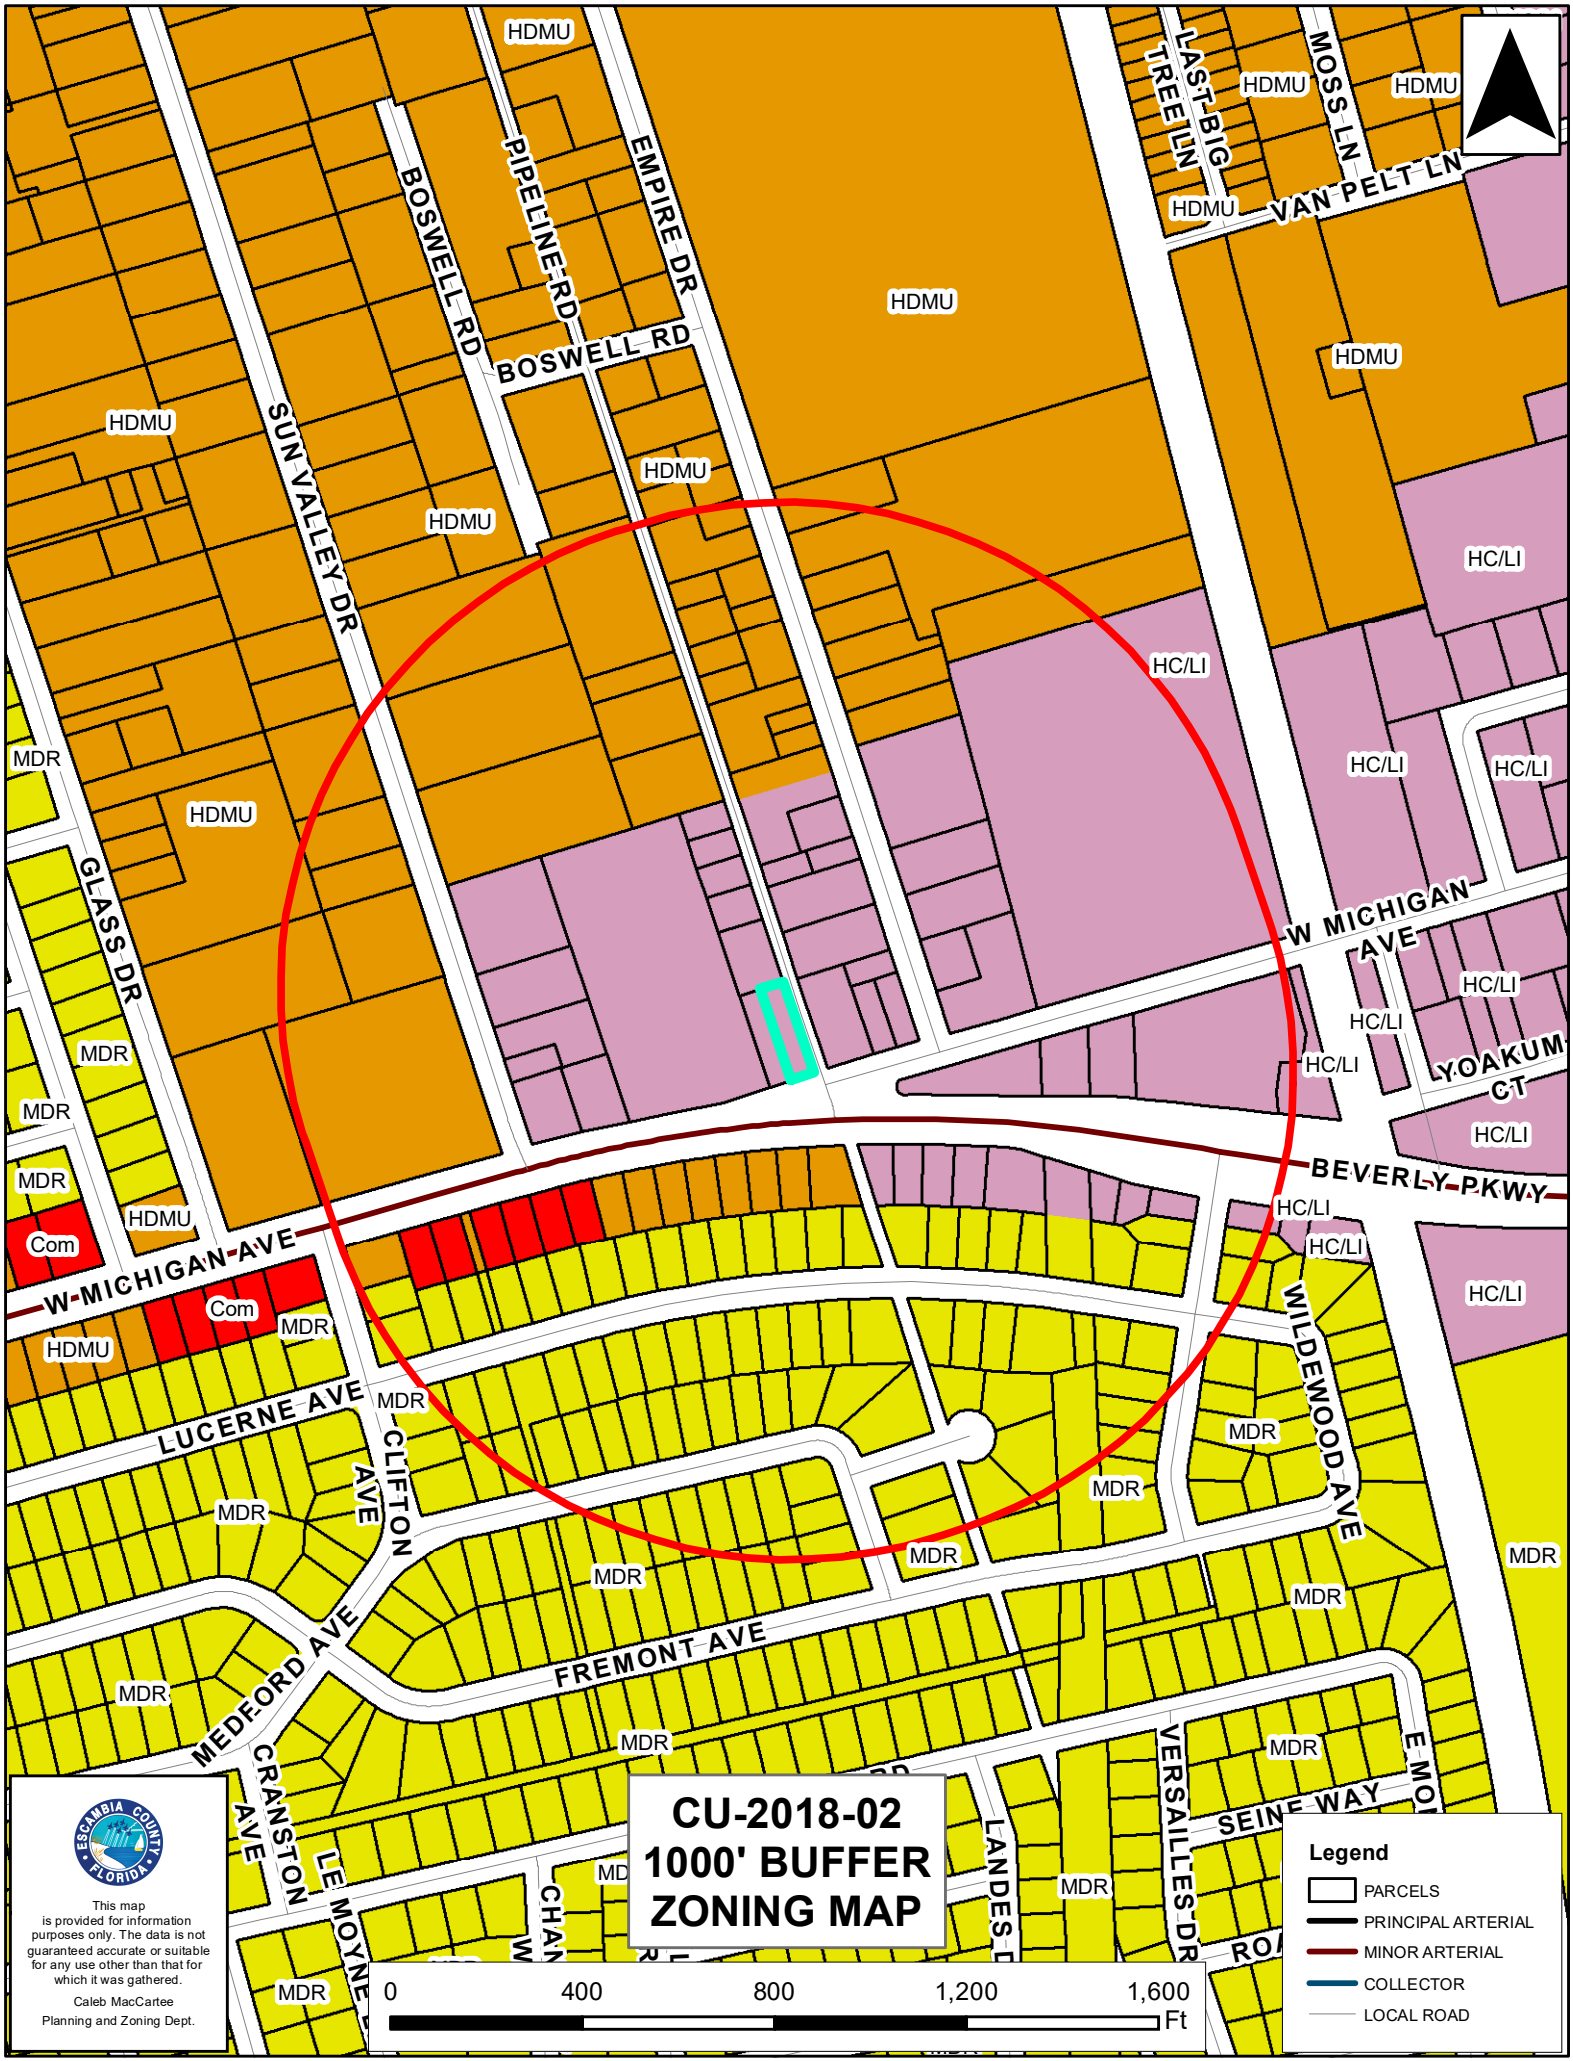 HDMU
LAST BIG
TREE LN
MOSS LN
HDMU
HDMU
EMPIRE DR
PIPELINE RD
BOSWELL RD
HDMU
VAN PELT LN
HDMU
BOSWELL RD
HDMU
HDMU
SUN VALLEY DR
HDMU
HDMU
HC/LI
HC/LI
MDR
HC/LI
HC/LI
HDMU
GLASS DR
W MICHIGAN
AVE
HC/LI
HC/LI
MDR
HC/LI
YOAKUM
CT
MDR
HC/LI
MDR
BEVERLY PKWY
HDMU
HC/LI
Com
HC/LI
W MICHIGAN AVE
HC/LI
Com
MDR
HDMU
WILDEWOOD AVE
LUCERNE AVE
MDR
MDR
CLIFTON
AVE
MDR
MDR
MDR
MDR
MDR
MDR
FREMONT AVE
MEDFORD AVE
MDR
MDR
MDR
CRANSTON
AVE
VERSAILLES DR
SEINE WAY
LE MOYNE
MDR
MDR
ESCAMBIA COUNTY
FLORIDA
This map
is provided for information
purposes only. The data is not
guaranteed accurate or suitable
for any use other than that for
which it was gathered.
Caleb MacCartee
Planning and Zoning Dept.
CU-2018-02
1000' BUFFER
ZONING MAP
0 400 800 1,200 1,600
Ft
Legend
PARCELS
PRINCIPAL ARTERIAL
MINOR ARTERIAL
COLLECTOR
LOCAL ROAD